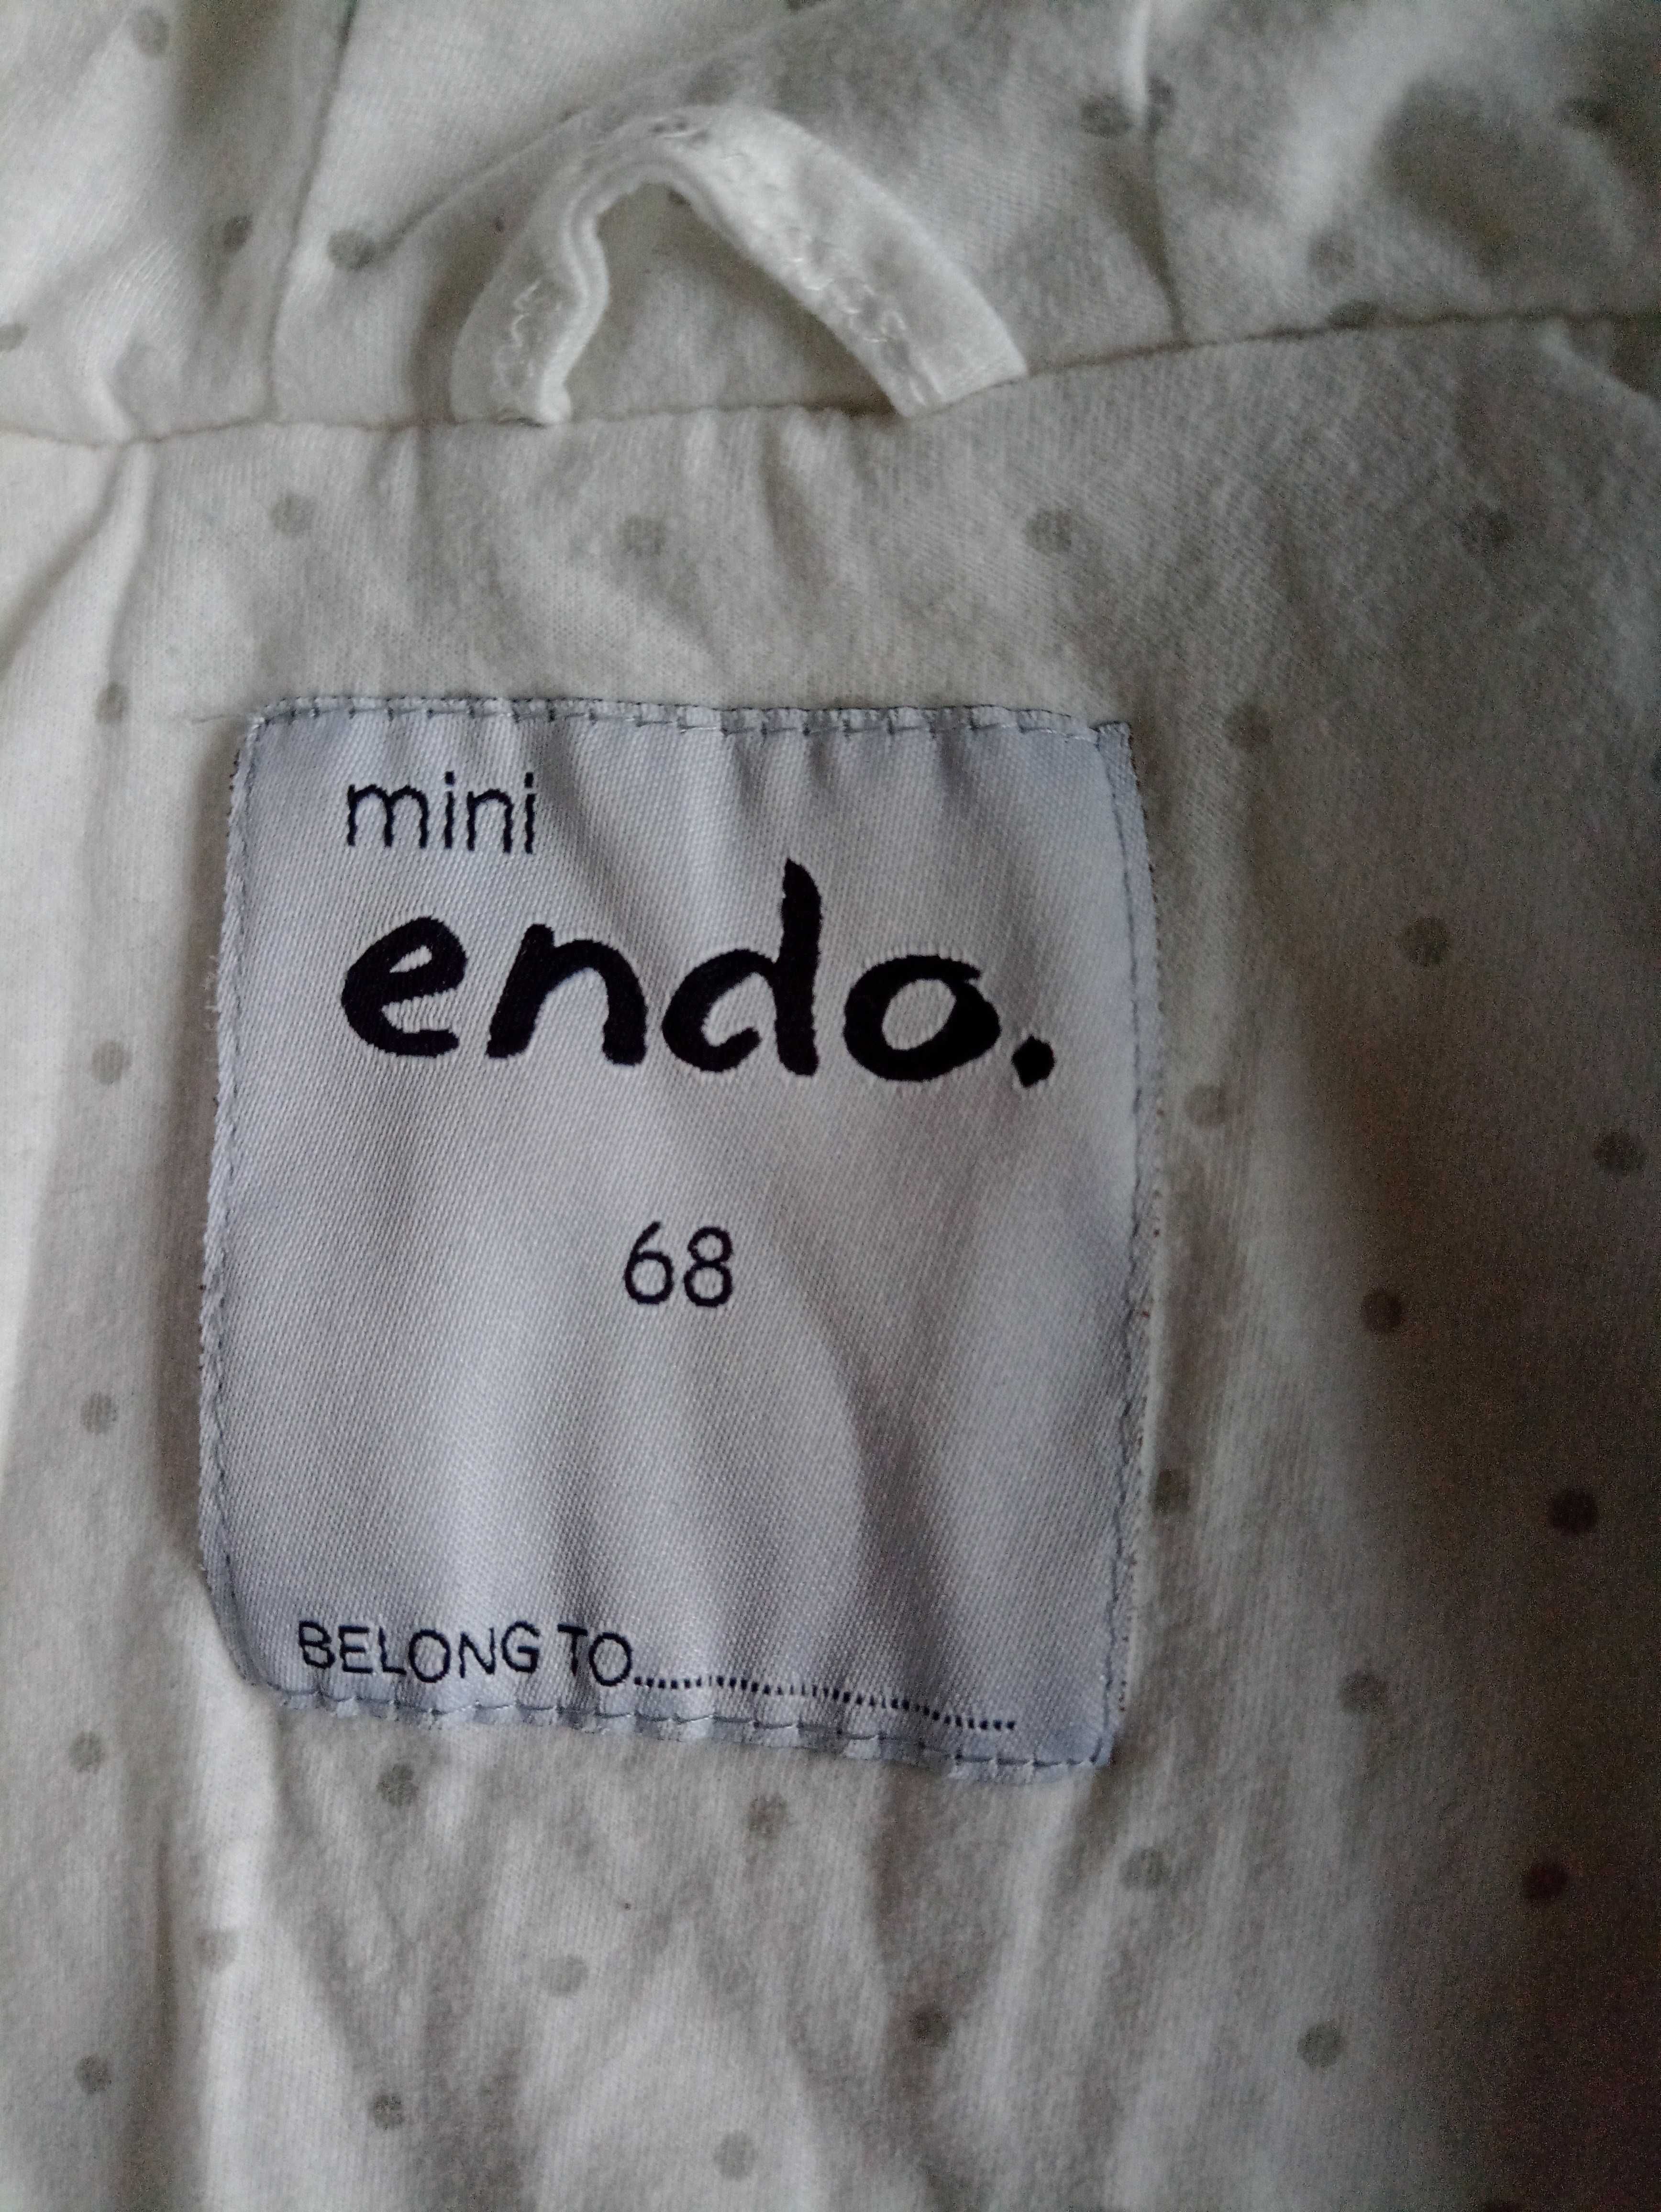 mini
endo.
68
BELONG TO........................